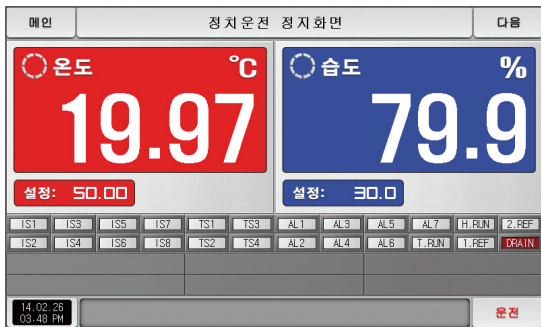 메인 정치운전 정지화면 다음
온도 °C 습도 %
19.97 79.9
설정: 50.00 설정: 30.0
IS1 IS3 IS5 IS7 TS1 TS3 AL1 AL3 AL5 AL7 H.RUN 2.REF
IS2 IS4 IS6 IS8 TS2 TS4 AL2 AL4 AL6 T.RUN 1.REF DRAIN
14.02.26
03:48 PM 운전